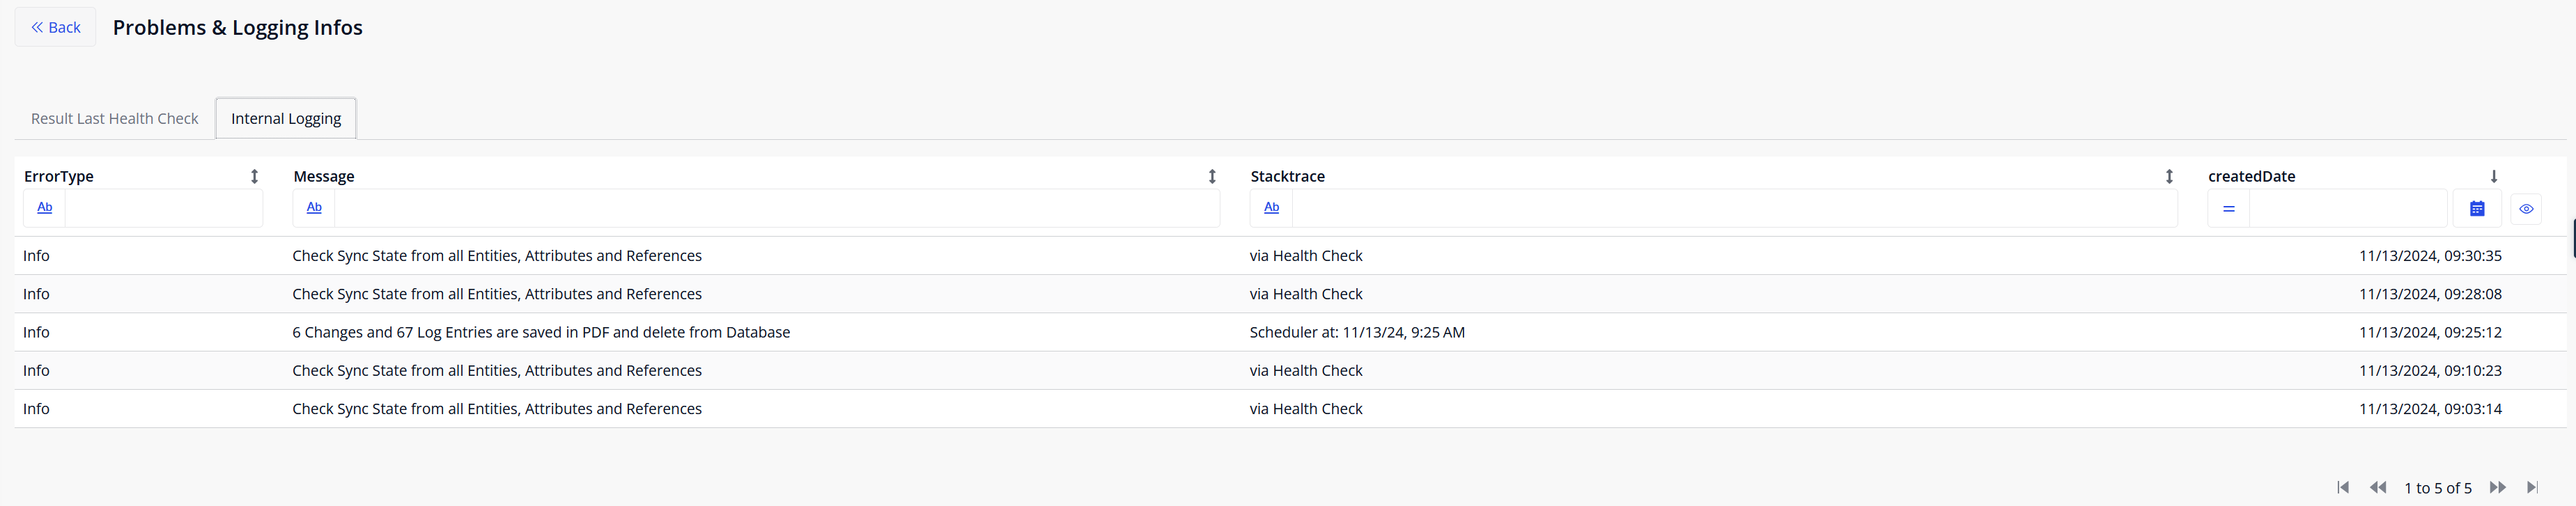 Back Problems & Logging Infos
Result Last Health Check Internal Logging
ErrorType Message Stacktrace createdDate
Ab Ab Ab =
Info Check Sync State from all Entities, Attributes and References via Health Check 11/13/2024, 09:30:35
Info Check Sync State from all Entities, Attributes and References via Health Check 11/13/2024, 09:28:08
Info 6 Changes and 67 Log Entries are saved in PDF and delete from Database Scheduler at: 11/13/24, 9:25 AM 11/13/2024, 09:25:12
Info Check Sync State from all Entities, Attributes and References via Health Check 11/13/2024, 09:10:23
Info Check Sync State from all Entities, Attributes and References via Health Check 11/13/2024, 09:03:14
1 to 5 of 5